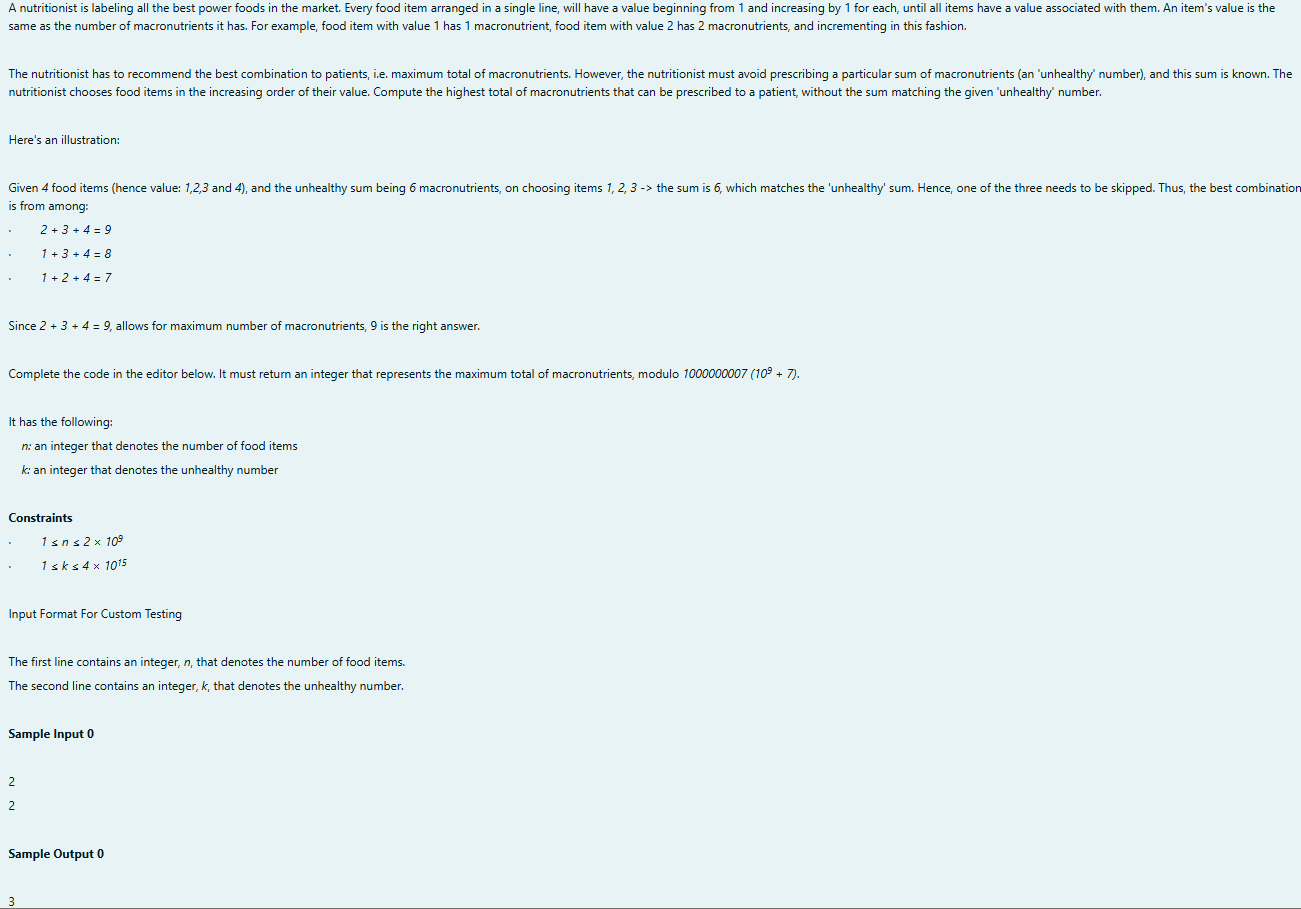 A nutritionist is labeling all the best power foods in the market. Every food item arranged in a single line, will have a value beginning from 1 and increasing by 1 for each, until all items have a value associated with them. An item's value is the
same as the number of macronutrients it has. For example, food item with value 1 has 1 macronutrient, food item with value 2 has 2 macronutrients, and incrementing in this fashion.
The nutritionist has to recommend the best combination to patients, i.e. maximum total of macronutrients. However, the nutritionist must avoid prescribing a particular sum of macronutrients (an 'unhealthy' number), and this sum is known. The
nutritionist chooses food items in the increasing order of their value. Compute the highest total of macronutrients that can be prescribed to a patient, without the sum matching the given 'unhealthy' number.
Here's an illustration:
Given 4 food items (hence value: 1,2,3 and 4), and the unhealthy sum being 6 macronutrients, on choosing items 1, 2, 3 -> the sum is 6, which matches the 'unhealthy' sum. Hence, one of the three needs to be skipped. Thus, the best combination
is from among:
· 2 + 3 + 4 = 9
· 1 + 3 + 4 = 8
· 1 + 2 + 4 = 7
Since 2 + 3 + 4 = 9, allows for maximum number of macronutrients, 9 is the right answer.
Complete the code in the editor below. It must return an integer that represents the maximum total of macronutrients, modulo 1000000007 (10⁹ + 7).
It has the following:
n: an integer that denotes the number of food items
k: an integer that denotes the unhealthy number
Constraints
· 1 ≤ n ≤ 2 × 10⁹
· 1 ≤ k ≤ 4 × 10¹⁵
Input Format For Custom Testing
The first line contains an integer, n, that denotes the number of food items.
The second line contains an integer, k, that denotes the unhealthy number.
Sample Input 0
2
2
Sample Output 0
3